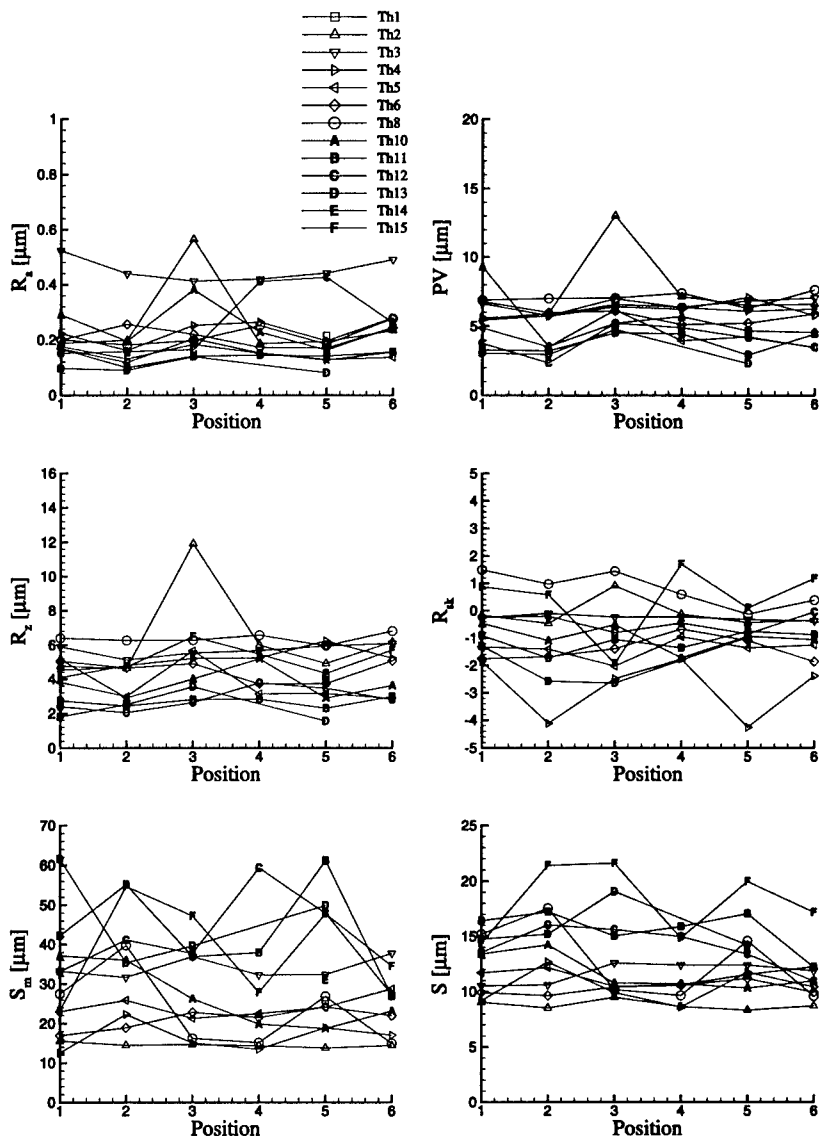 Th1
Th2
Th3
Th4
Th5
Th6
Th8
Th10
Th11
Th12
Th13
Th14
Th15
1
0.8
0.6
0.4
0.2
0
Ra [μm]
1 2 3 4 5 6
Position
20
15
10
5
0
PV [μm]
1 2 3 4 5 6
Position
16
14
12
10
8
6
4
2
0
Rz [μm]
1 2 3 4 5 6
Position
5
4
3
2
1
0
-1
-2
-3
-4
-5
Rsk
1 2 3 4 5 6
Position
70
60
50
40
30
20
10
0
Sm [μm]
1 2 3 4 5 6
Position
25
20
15
10
5
0
S [μm]
1 2 3 4 5 6
Position